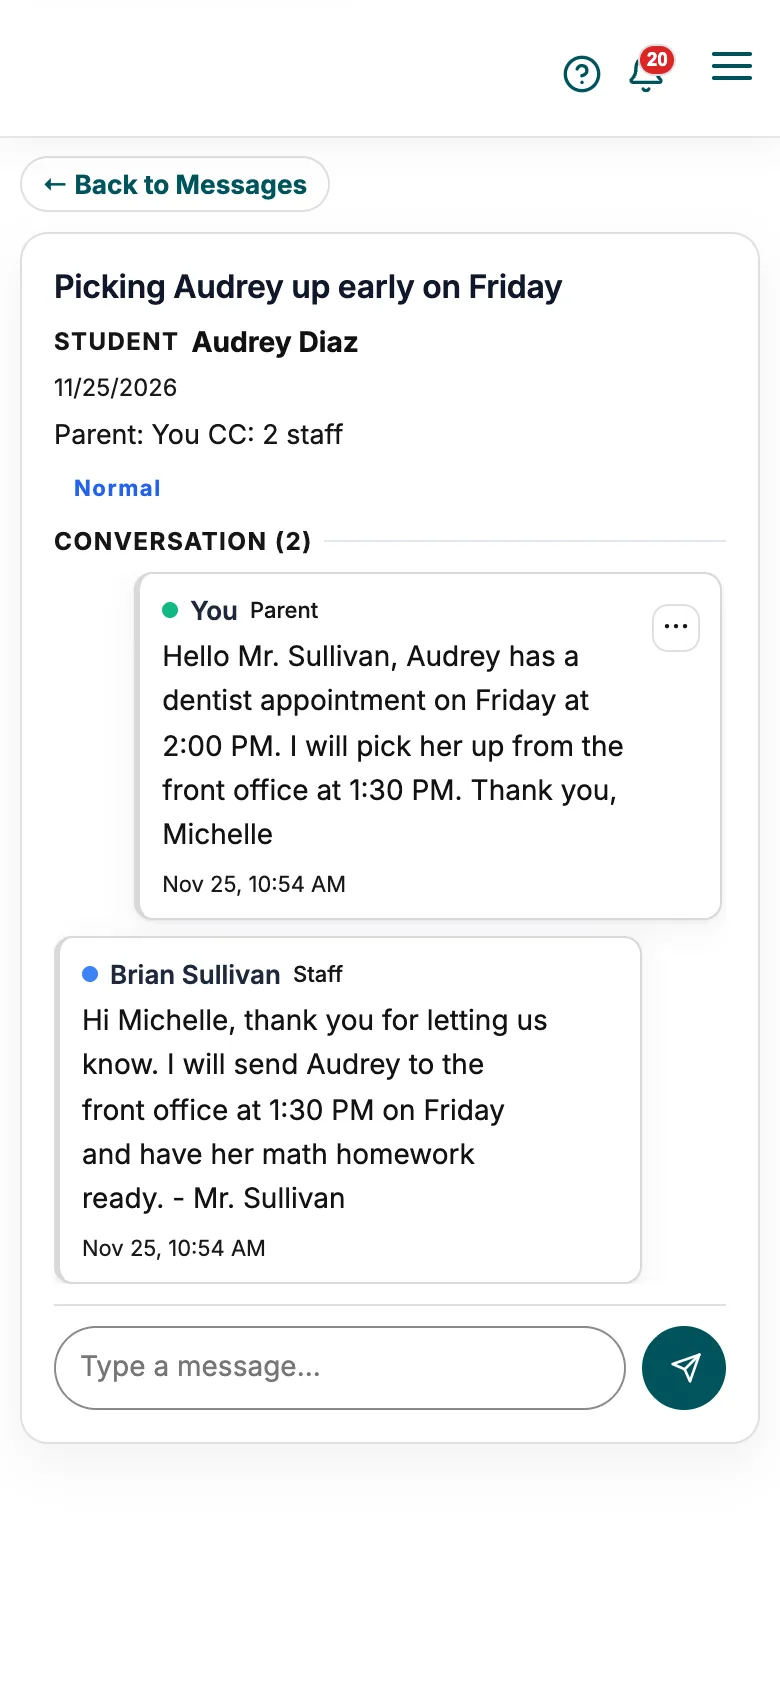 20
← Back to Messages
Picking Audrey up early on Friday
STUDENT Audrey Diaz
11/25/2026
Parent: You CC: 2 staff
Normal
CONVERSATION (2)
You Parent
Hello Mr. Sullivan, Audrey has a
dentist appointment on Friday at
2:00 PM. I will pick her up from the
front office at 1:30 PM. Thank you,
Michelle
Nov 25, 10:54 AM
Brian Sullivan Staff
Hi Michelle, thank you for letting us
know. I will send Audrey to the
front office at 1:30 PM on Friday
and have her math homework
ready. - Mr. Sullivan
Nov 25, 10:54 AM
Type a message...